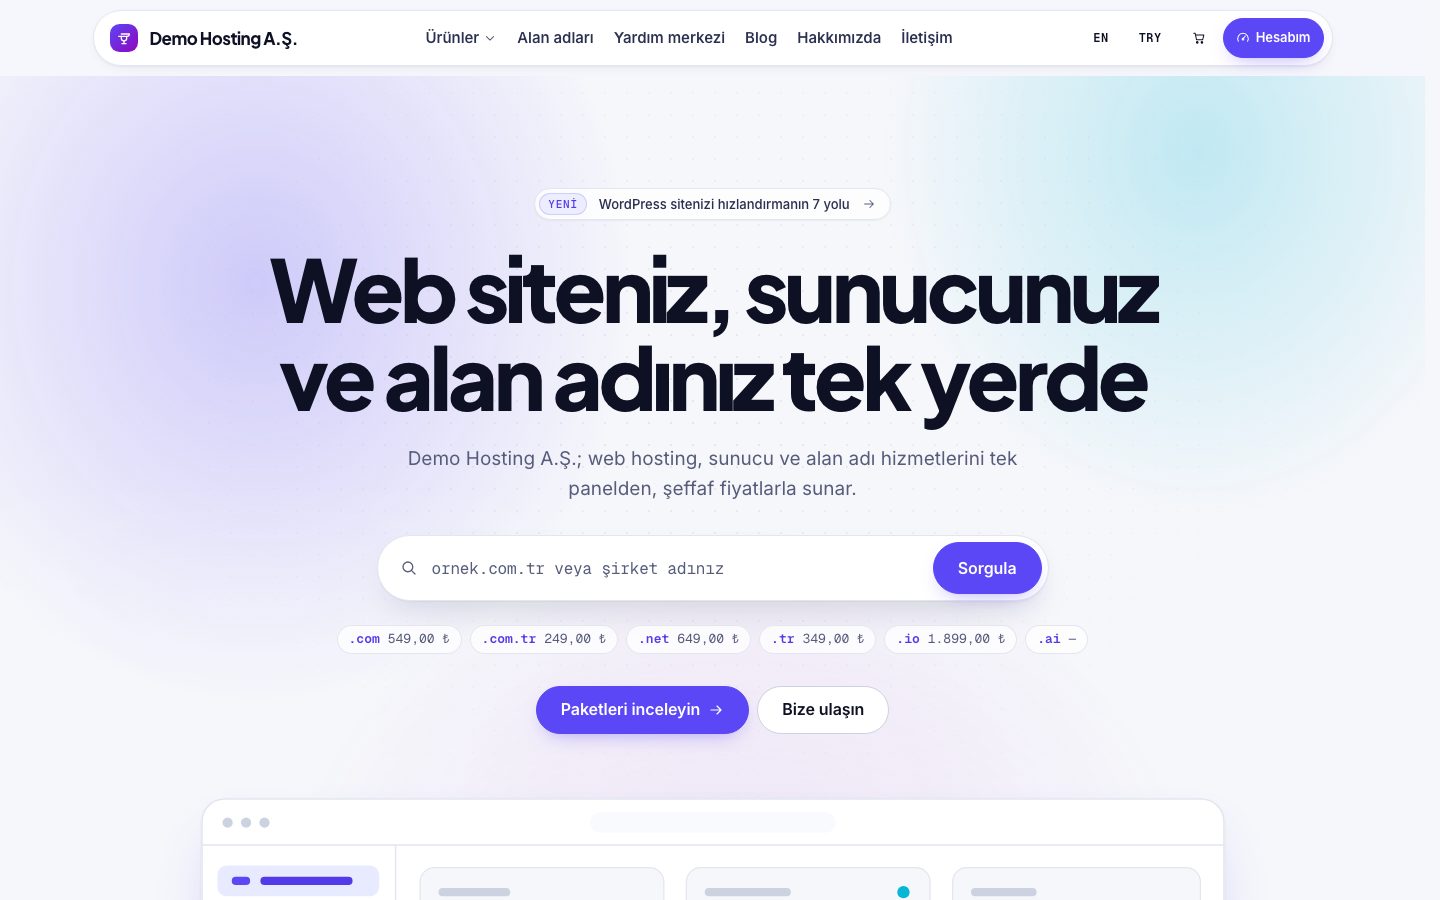 Demo Hosting A.Ş.
Ürünler
Alan adları
Yardım merkezi
Blog
Hakkımızda
İletişim
EN
TRY
Hesabım
YENİ WordPress sitenizi hızlandırmanın 7 yolu →
Web siteniz, sunucunuz
ve alan adınız tek yerde
Demo Hosting A.Ş.; web hosting, sunucu ve alan adı hizmetlerini tek
panelden, şeffaf fiyatlarla sunar.
ornek.com.tr veya şirket adınız
Sorgula
.com 549,00 ₺
.com.tr 249,00 ₺
.net 649,00 ₺
.tr 349,00 ₺
.io 1.899,00 ₺
.ai —
Paketleri inceleyin →
Bize ulaşın